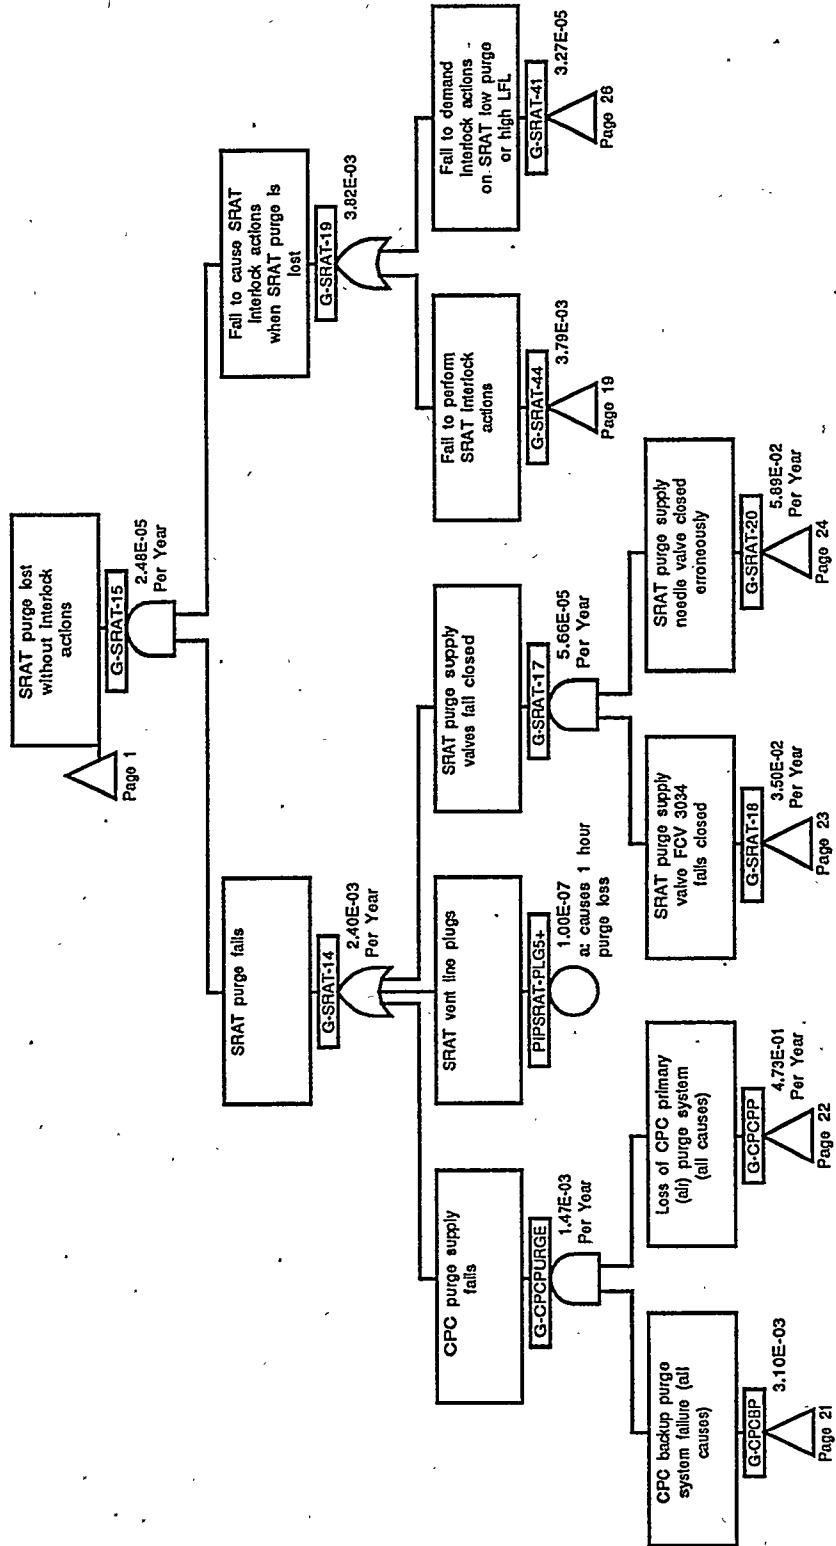 SRAT purge lost
without Interlock
actions
G-SRAT-15
2.48E-05
Per Year
Page 1
SRAT purge fails
G-SRAT-14
2.40E-03
Per Year
Fail to cause SRAT
Interlock actions
when SRAT purge is
lost
G-SRAT-19
3.82E-03
CPC purge supply
fails
G-CPCPURGE
1.47E-03
Per Year
SRAT vent line plugs
PIPSRAT-PLG5+
1.00E-07
a: causes 1 hour
purge loss
SRAT purge supply
valves fail closed
G-SRAT-17
5.66E-05
Per Year
Fail to perform
SRAT Interlock
actions
G-SRAT-44
3.79E-03
Page 19
Fail to demand
Interlock actions
on SRAT low purge
or high LFL
G-SRAT-41
3.27E-05
Page 26
CPC backup purge
system failure (all
causes)
G-CPCBP
3.10E-03
Page 21
Loss of CPC primary
(air) purge system
(all causes)
G-CPCPP
4.73E-01
Per Year
Page 22
SRAT purge supply
valve FCV 3034
fails closed
G-SRAT-18
3.50E-02
Per Year
Page 23
SRAT purge supply
needle valve closed
erroneously
G-SRAT-20
5.89E-02
Per Year
Page 24